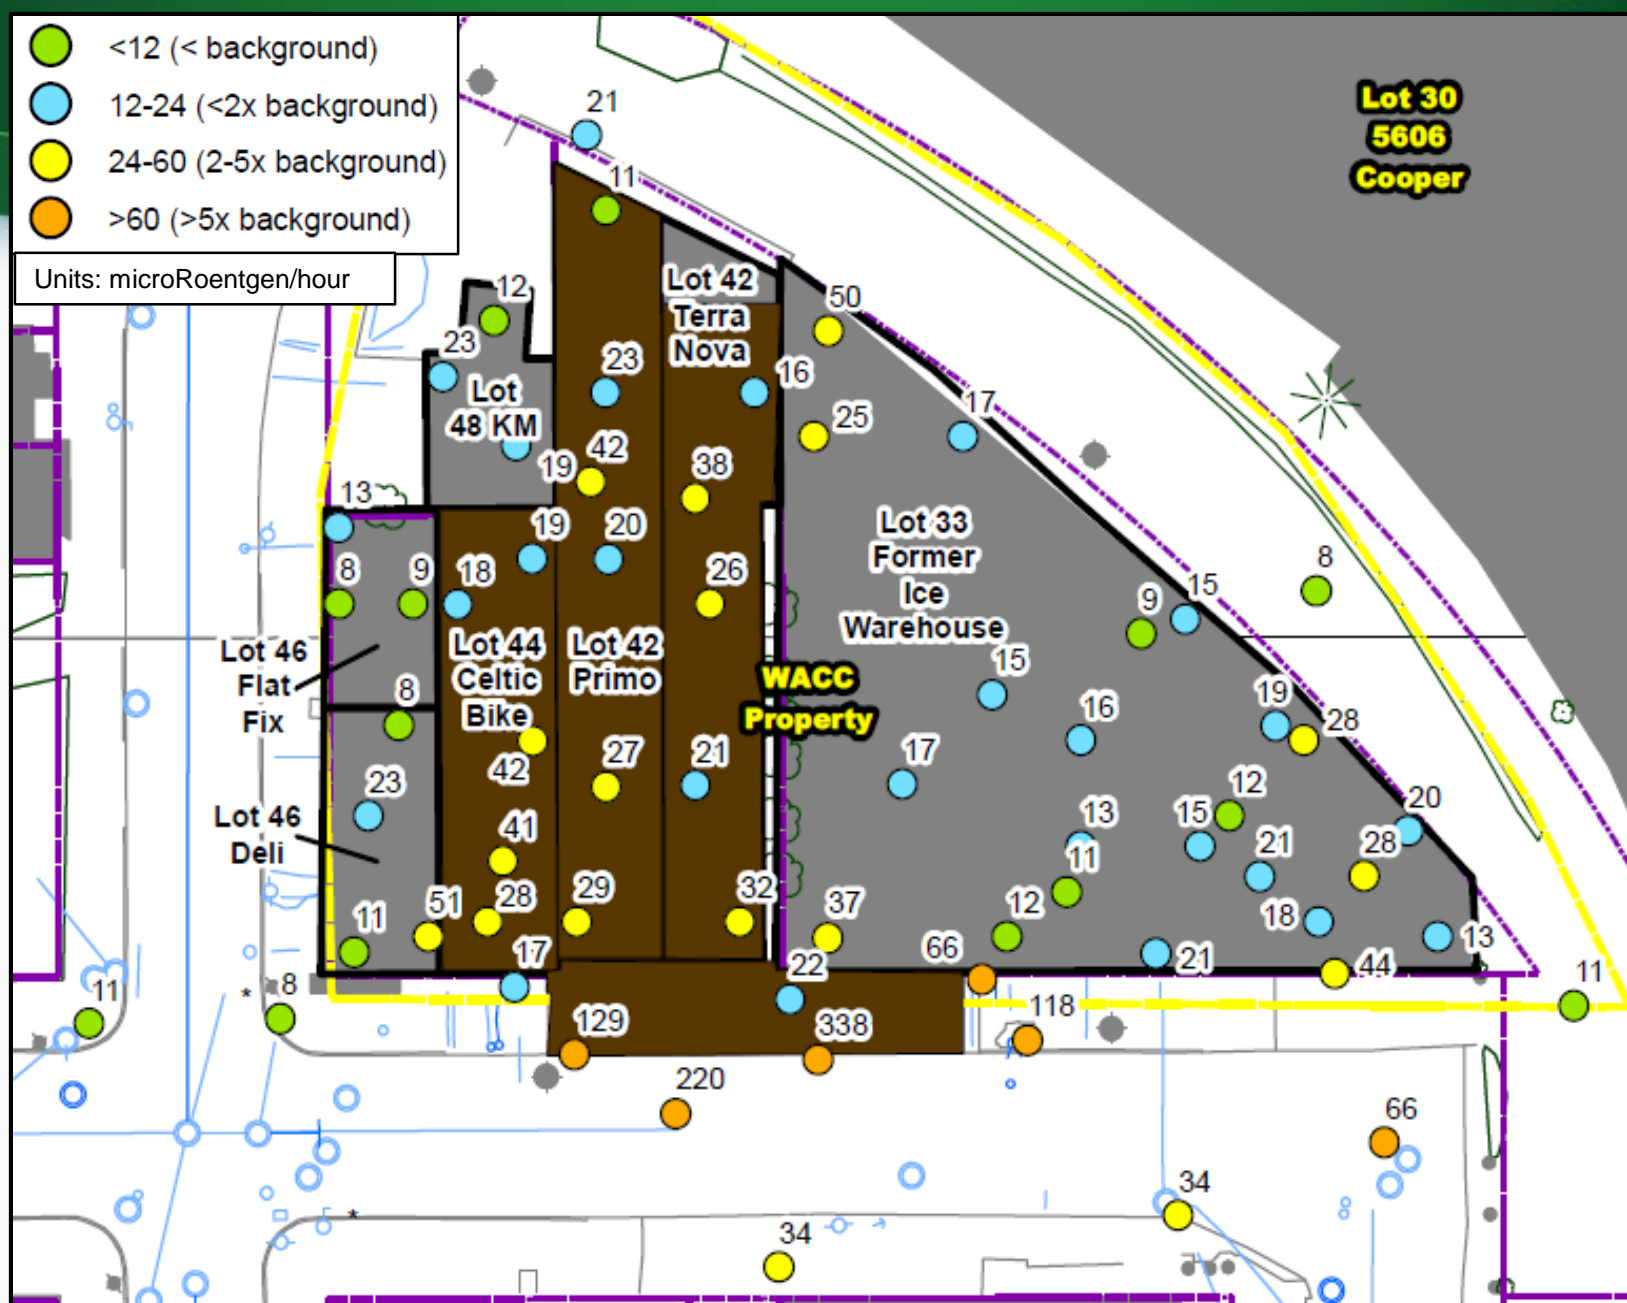 <12 (< background)
12-24 (<2x background)
24-60 (2-5x background)
>60 (>5x background)
Units: microRoentgen/hour
Lot 30
5606
Cooper
21
11
12
Lot 42
Terra
Nova
50
23
23
16
Lot
48 KM
25
17
19
42
38
13
19
20
8
9
18
26
Lot 33
Former
Ice
Warehouse
9
15
8
Lot 46
Flat
Fix
Lot 44
Celtic
Bike
Lot 42
Primo
WACC
Property
15
8
16
19
28
42
27
21
17
23
12
20
Lot 46
Deli
41
13
15
21
28
11
11
51
28
29
32
37
12
66
18
13
17
22
21
44
11
8
11
*
129
338
118
220
66
34
*
34